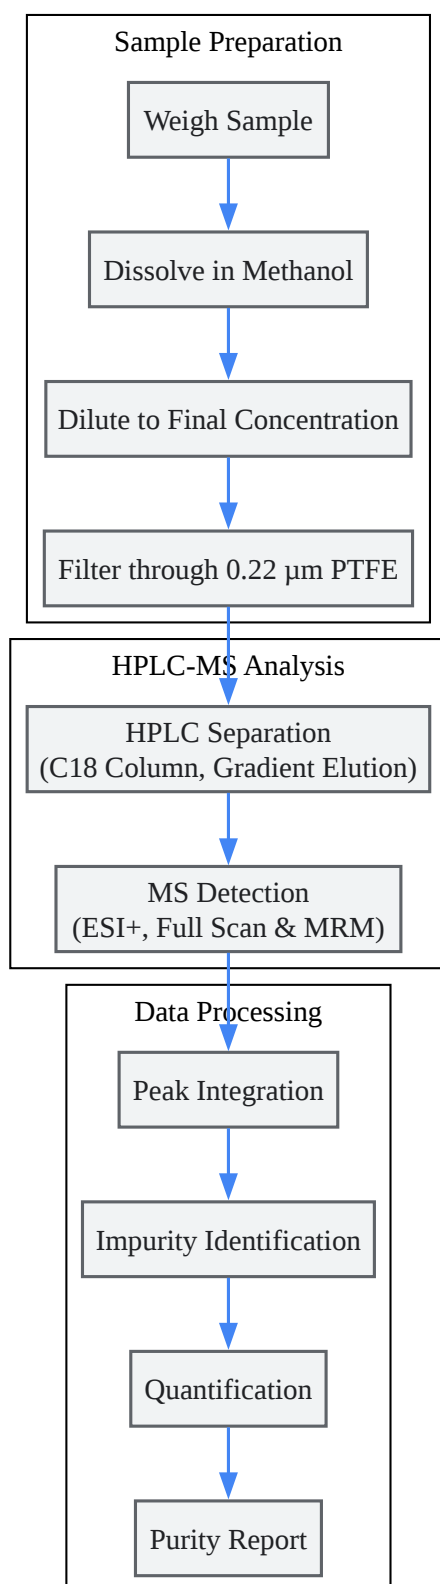 Sample Preparation
Weigh Sample
Dissolve in Methanol
Dilute to Final Concentration
Filter through 0.22 µm PTFE
HPLC-MS Analysis
HPLC Separation
(C18 Column, Gradient Elution)
MS Detection
(ESI+, Full Scan & MRM)
Data Processing
Peak Integration
Impurity Identification
Quantification
Purity Report